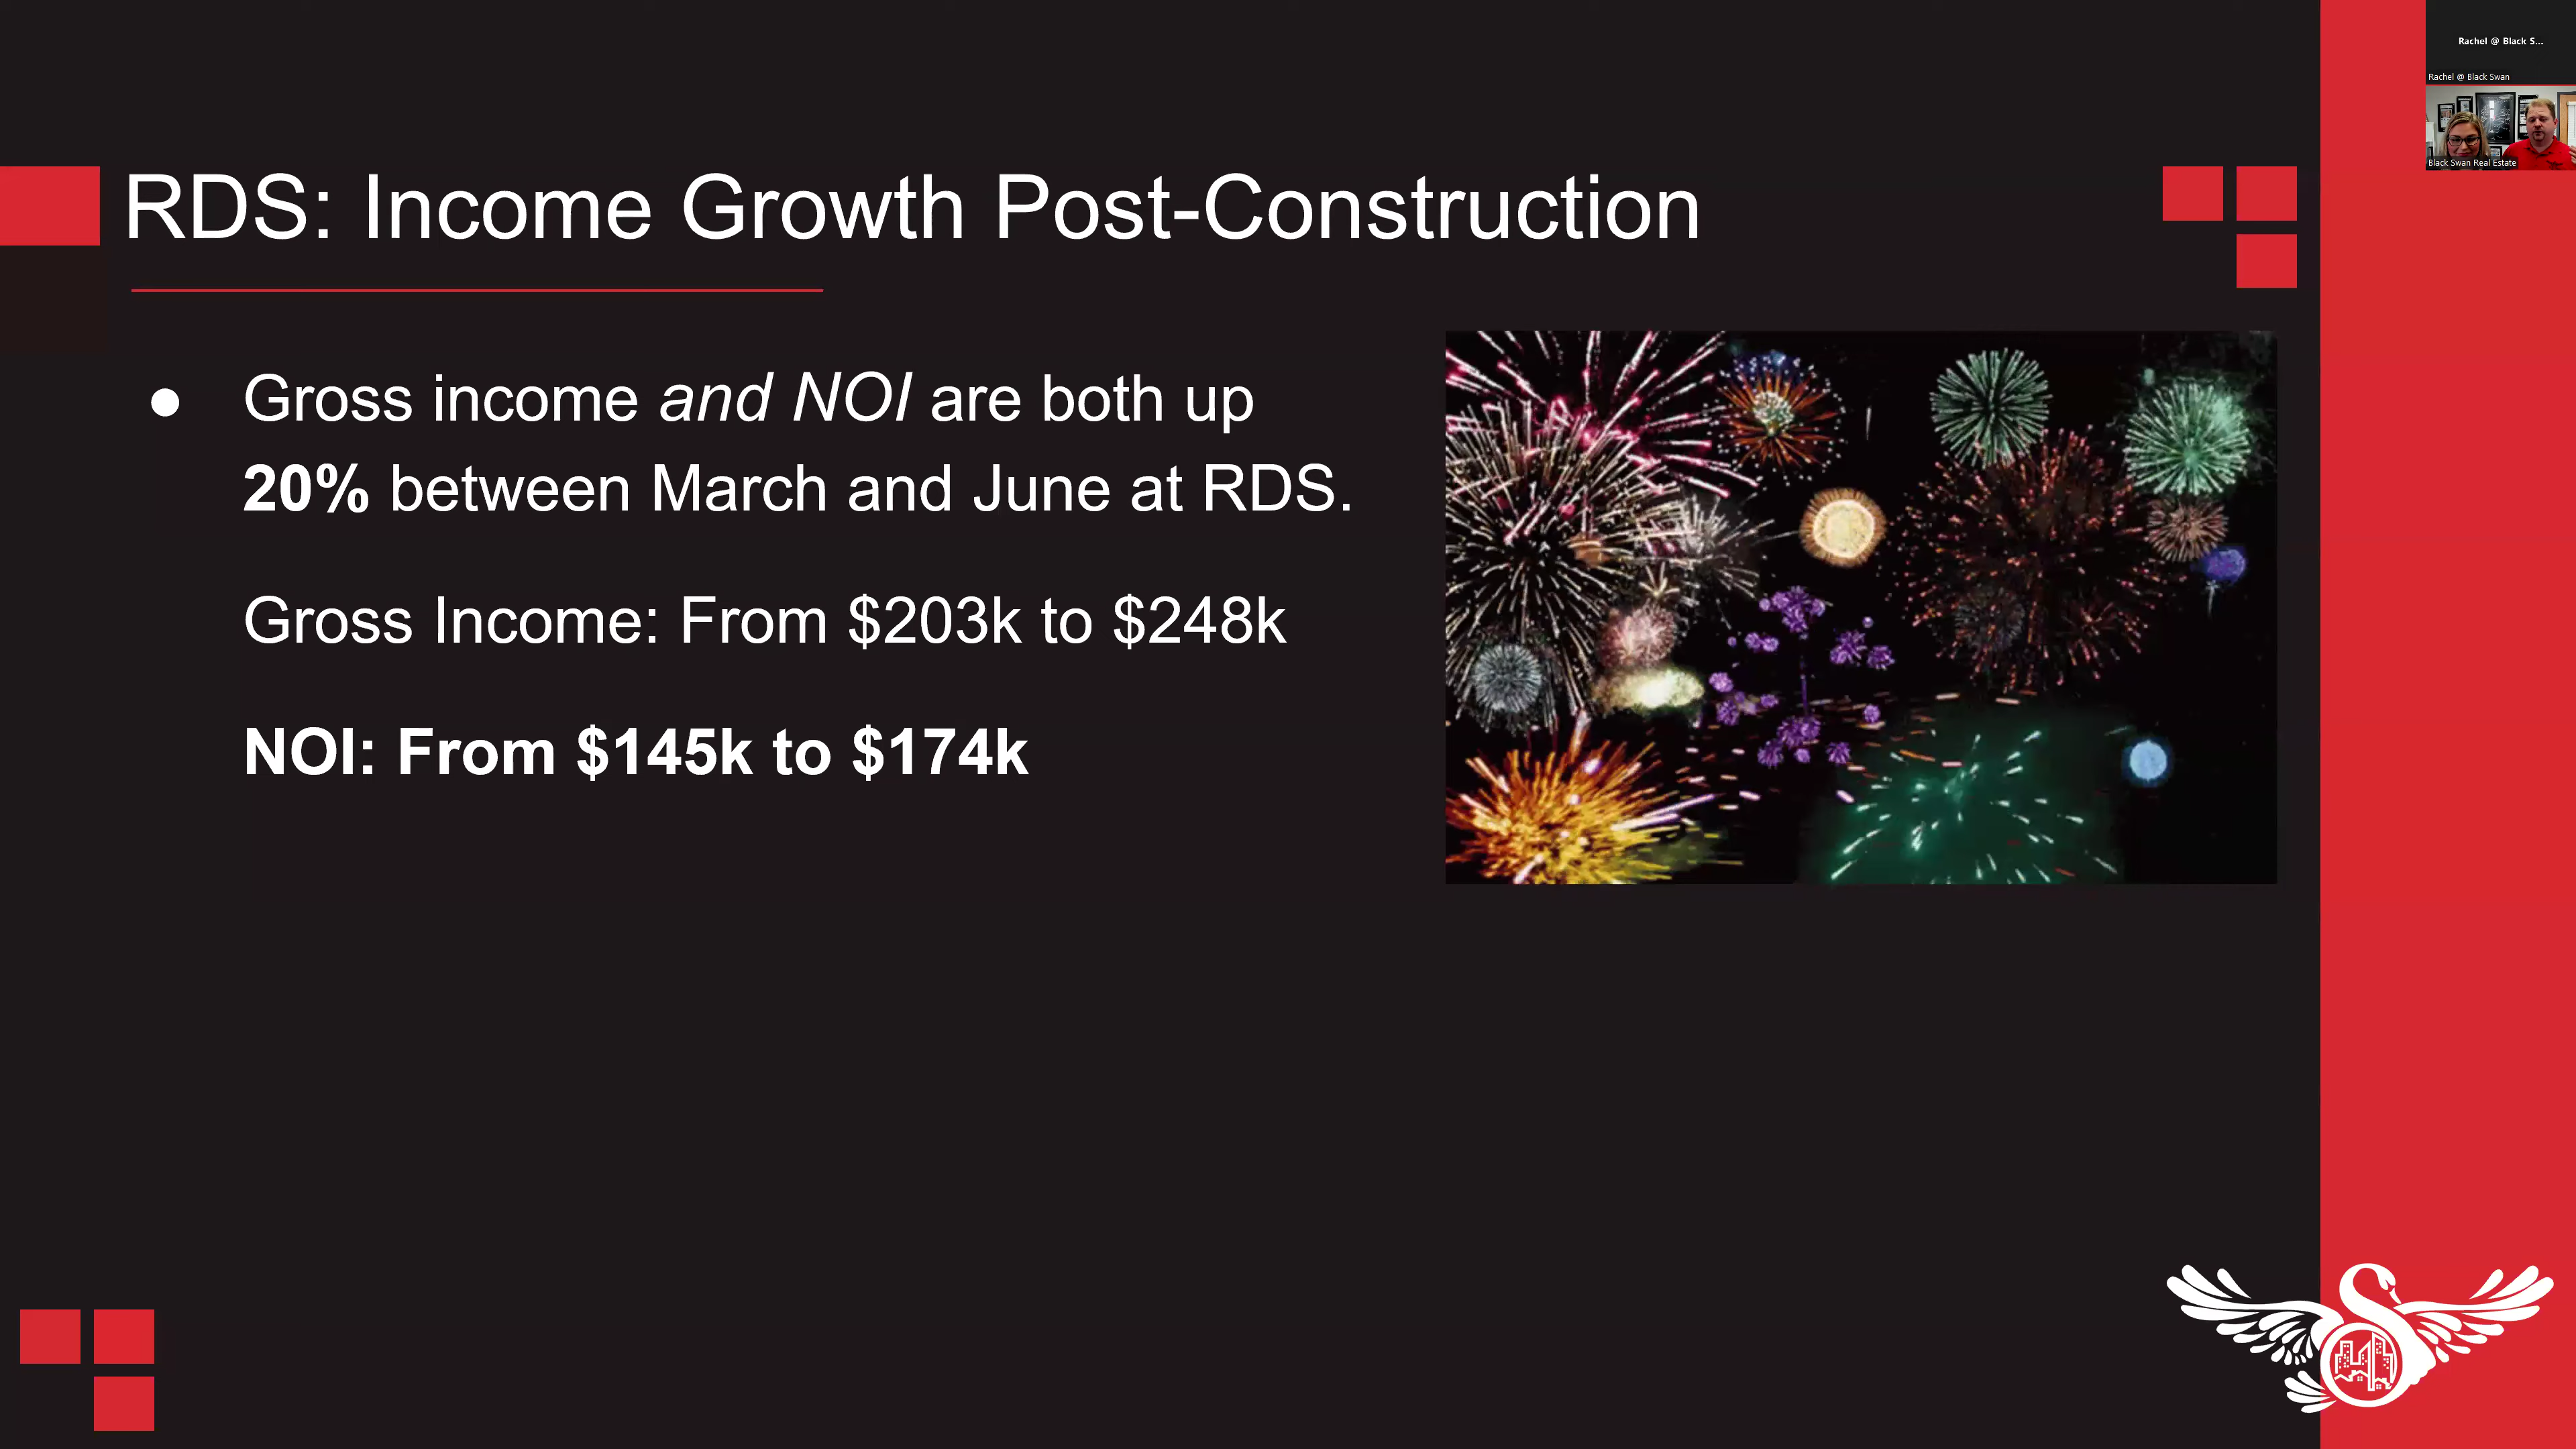 Rachel @ Black S...
Rachel @ Black Swan
Black Swan Real Estate
RDS: Income Growth Post-Construction
● Gross income and NOI are both up
20% between March and June at RDS.
Gross Income: From $203k to $248k
NOI: From $145k to $174k